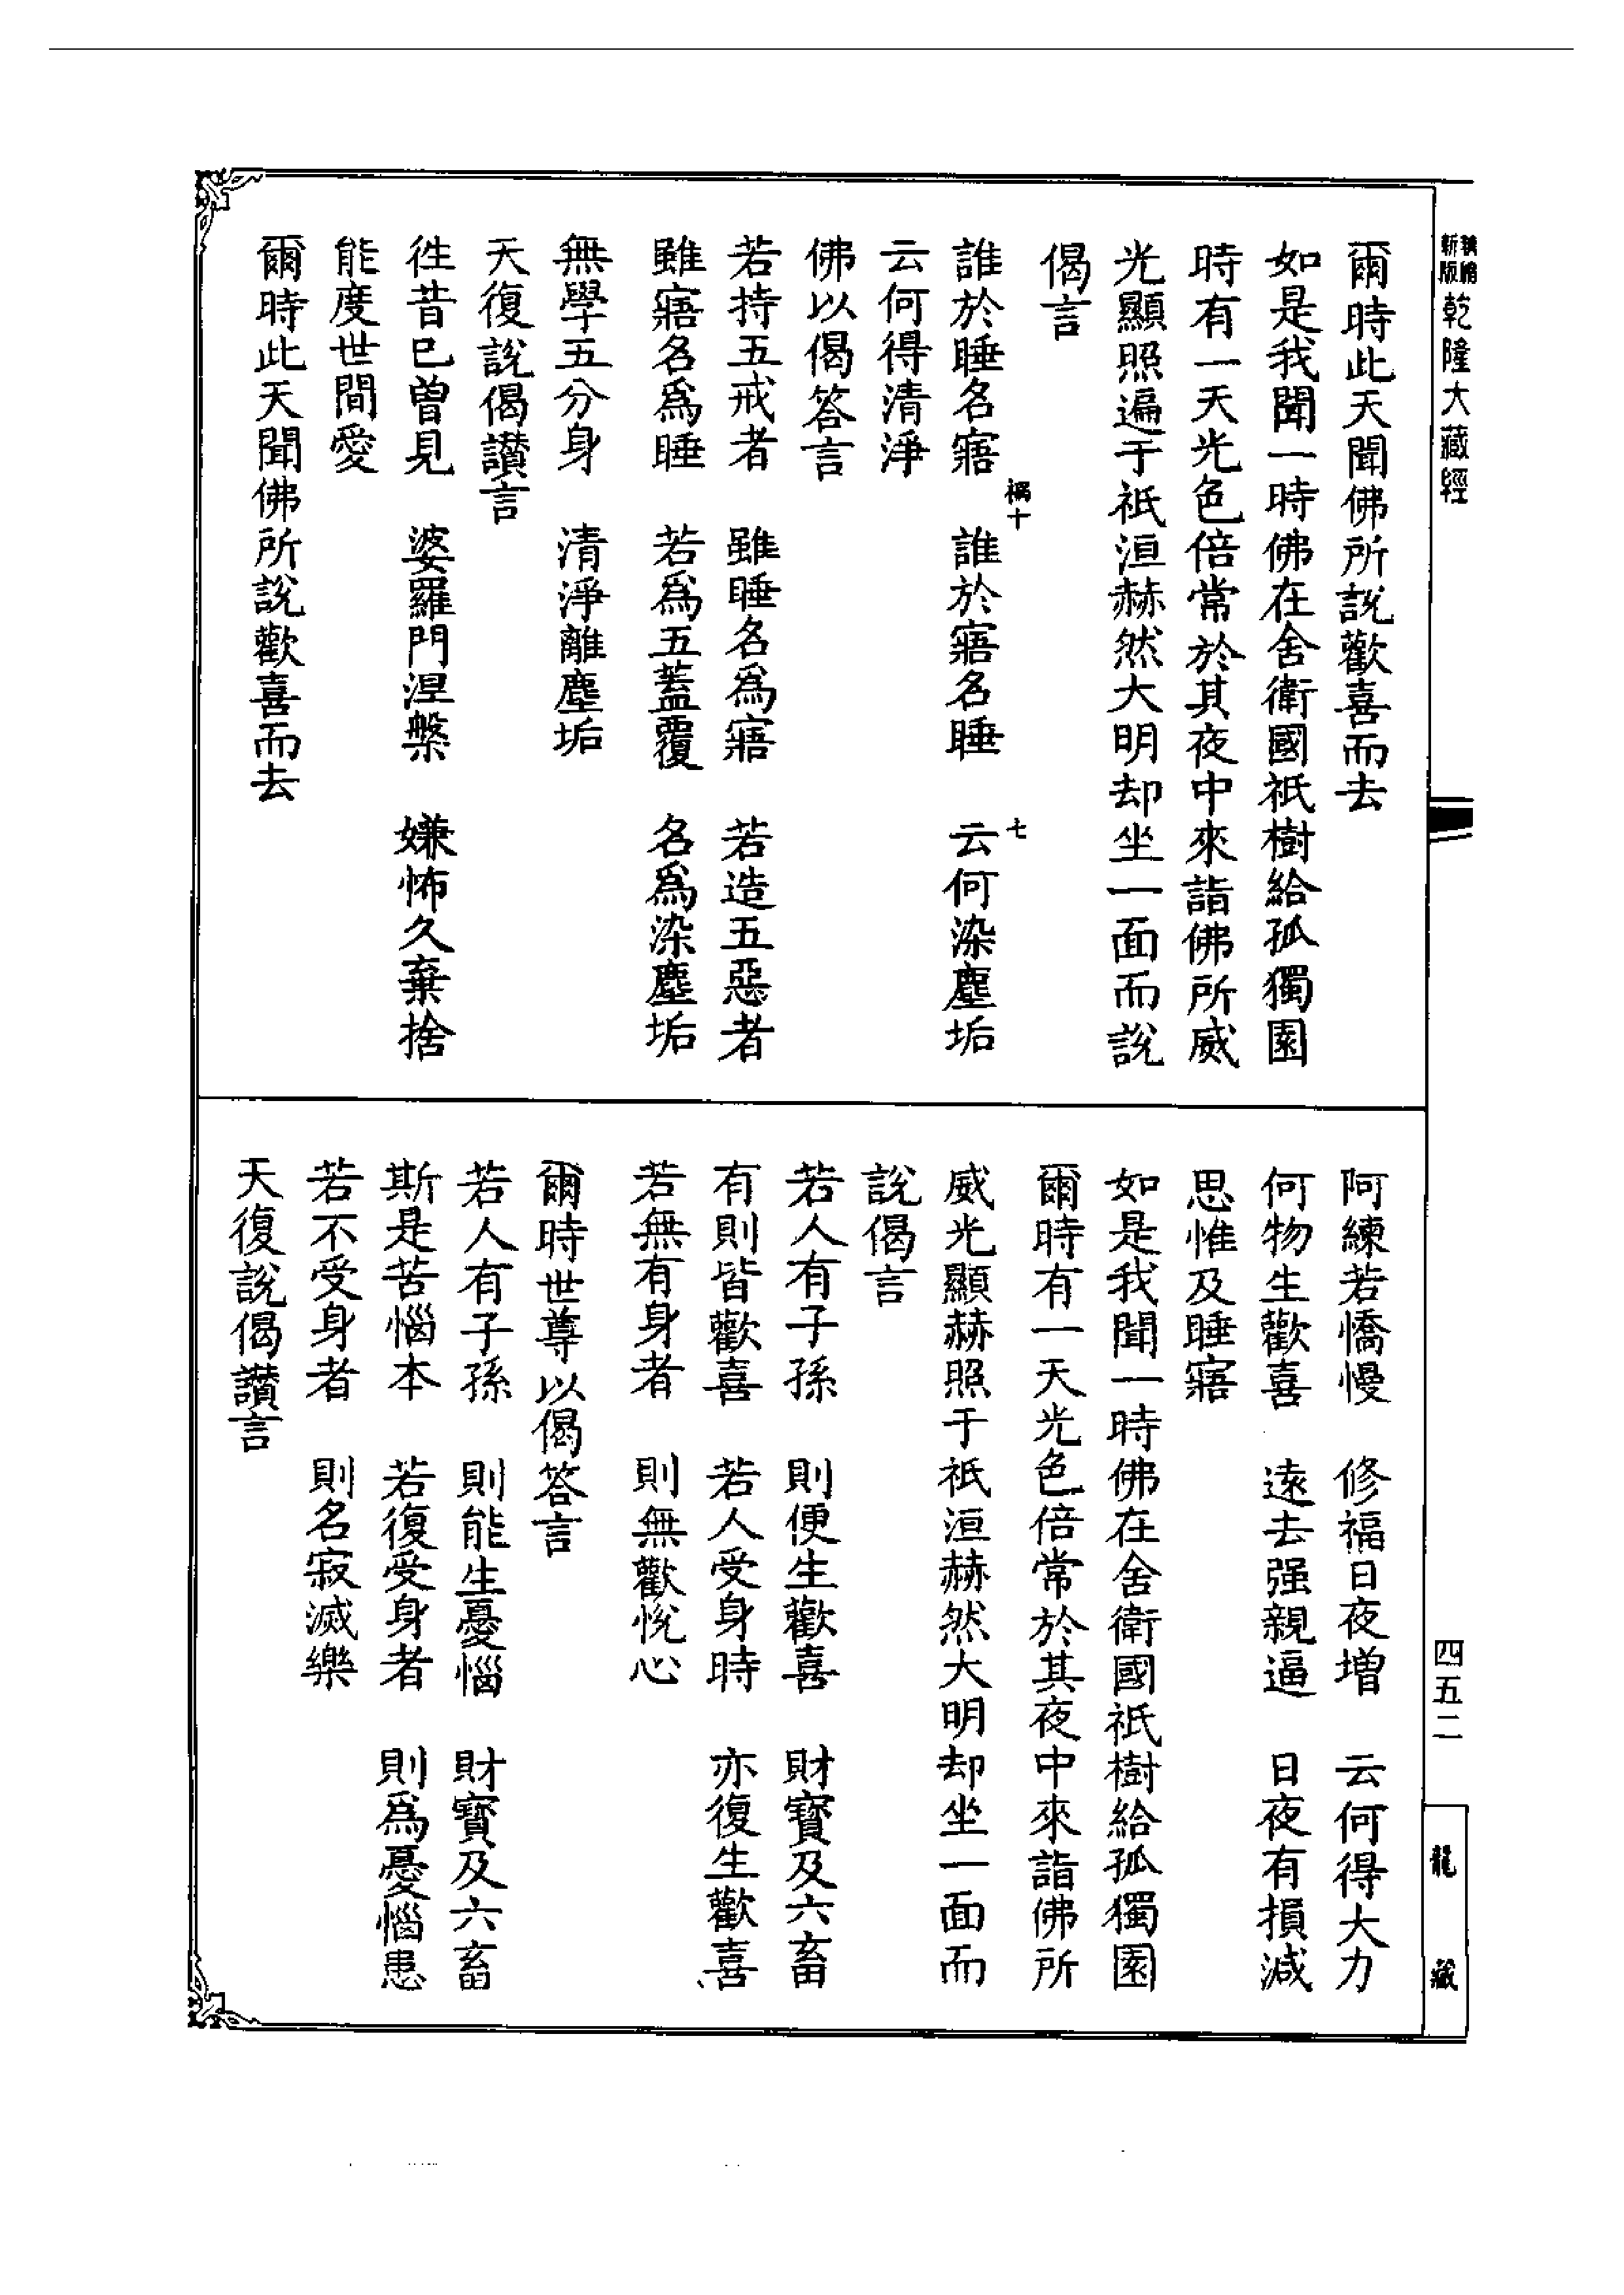 新版精縮乾隆大藏經
爾時此天聞佛所說歡喜而去
如是我聞一時佛在舍衛國祇樹給孤獨園
時有一天光色倍常於其夜中來詣佛所威
光顯照遍于祇洹赫然大明却坐一面而說
偈言
誰於睡名寤 誰於寤名睡 云何染塵垢
云何得清淨
佛以偈答言
若持五戒者 雖睡名爲寤 若造五惡者
雖寤名爲睡 若爲五蓋覆 名爲染塵垢
無學五分身 清淨離塵垢
天復說偈讚言
徃昔已曾見 婆羅門涅槃 嫌怖久棄捨
能度世間愛
爾時此天聞佛所說歡喜而去
阿練若憍慢 修福日夜增 云何得大力
何物生歡喜 遠去强親逼 日夜有損減
思惟及睡寤
如是我聞一時佛在舍衛國祇樹給孤獨園
爾時有一天光色倍常於其夜中來詣佛所
威光顯赫照于祇洹赫然大明却坐一面而
說偈言
若人有子孫 則便生歡喜 財寶及六畜
有則皆歡喜 若人受身時 亦復生歡喜
若無有身者 則無歡悅心
爾時世尊以偈答言
若人有子孫 則能生憂惱 財寶及六畜
斯是苦惱本 若復受身者 則爲憂惱患
若不受身者 則名寂滅樂
天復說偈讚言
四五二
龍藏
十
七